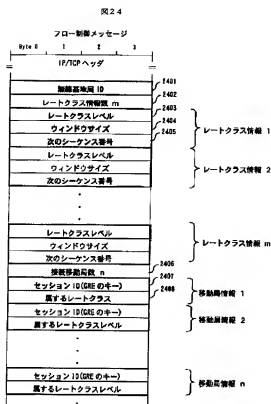 図24
フロー制御メッセージ
Byte 0 1 2 3
IP/TCPヘッダ
無線基地局 ID 2401
レートクラス情報数 m 2402
レートクラスレベル 2403
ウィンドウサイズ 2404
次のシーケンス番号 2405
レートクラス情報 1
レートクラスレベル
ウィンドウサイズ
次のシーケンス番号
レートクラス情報 2
レートクラスレベル
ウィンドウサイズ
次のシーケンス番号
レートクラス情報 m
接続移動局数 n 2406
セッション ID(GREのキー) 2407
属するレートクラス 2408
移動局情報 1
セッション ID(GREのキー)
属するレートクラスレベル
移動局情報 2
セッション ID(GREのキー)
属するレートクラスレベル
移動局情報 n